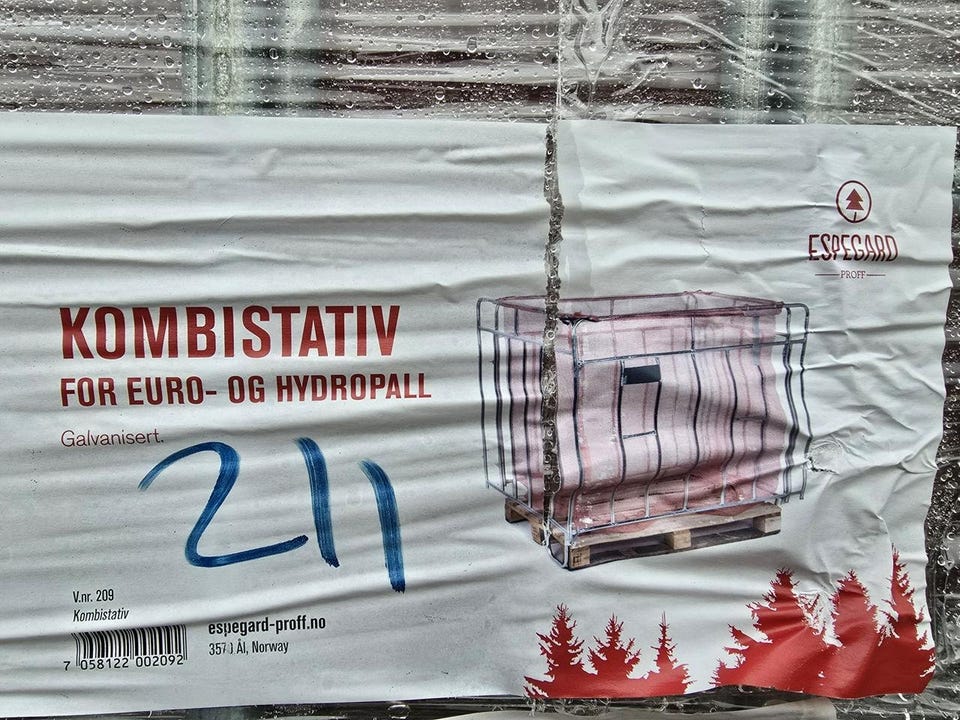 ESPEGARD
PROFF
KOMBISTATIV
FOR EURO- OG HYDROPALL
Galvanisert.
211
V.nr. 209
Kombistativ
7 058122 002092
espegard-proff.no
3570 Ål, Norway